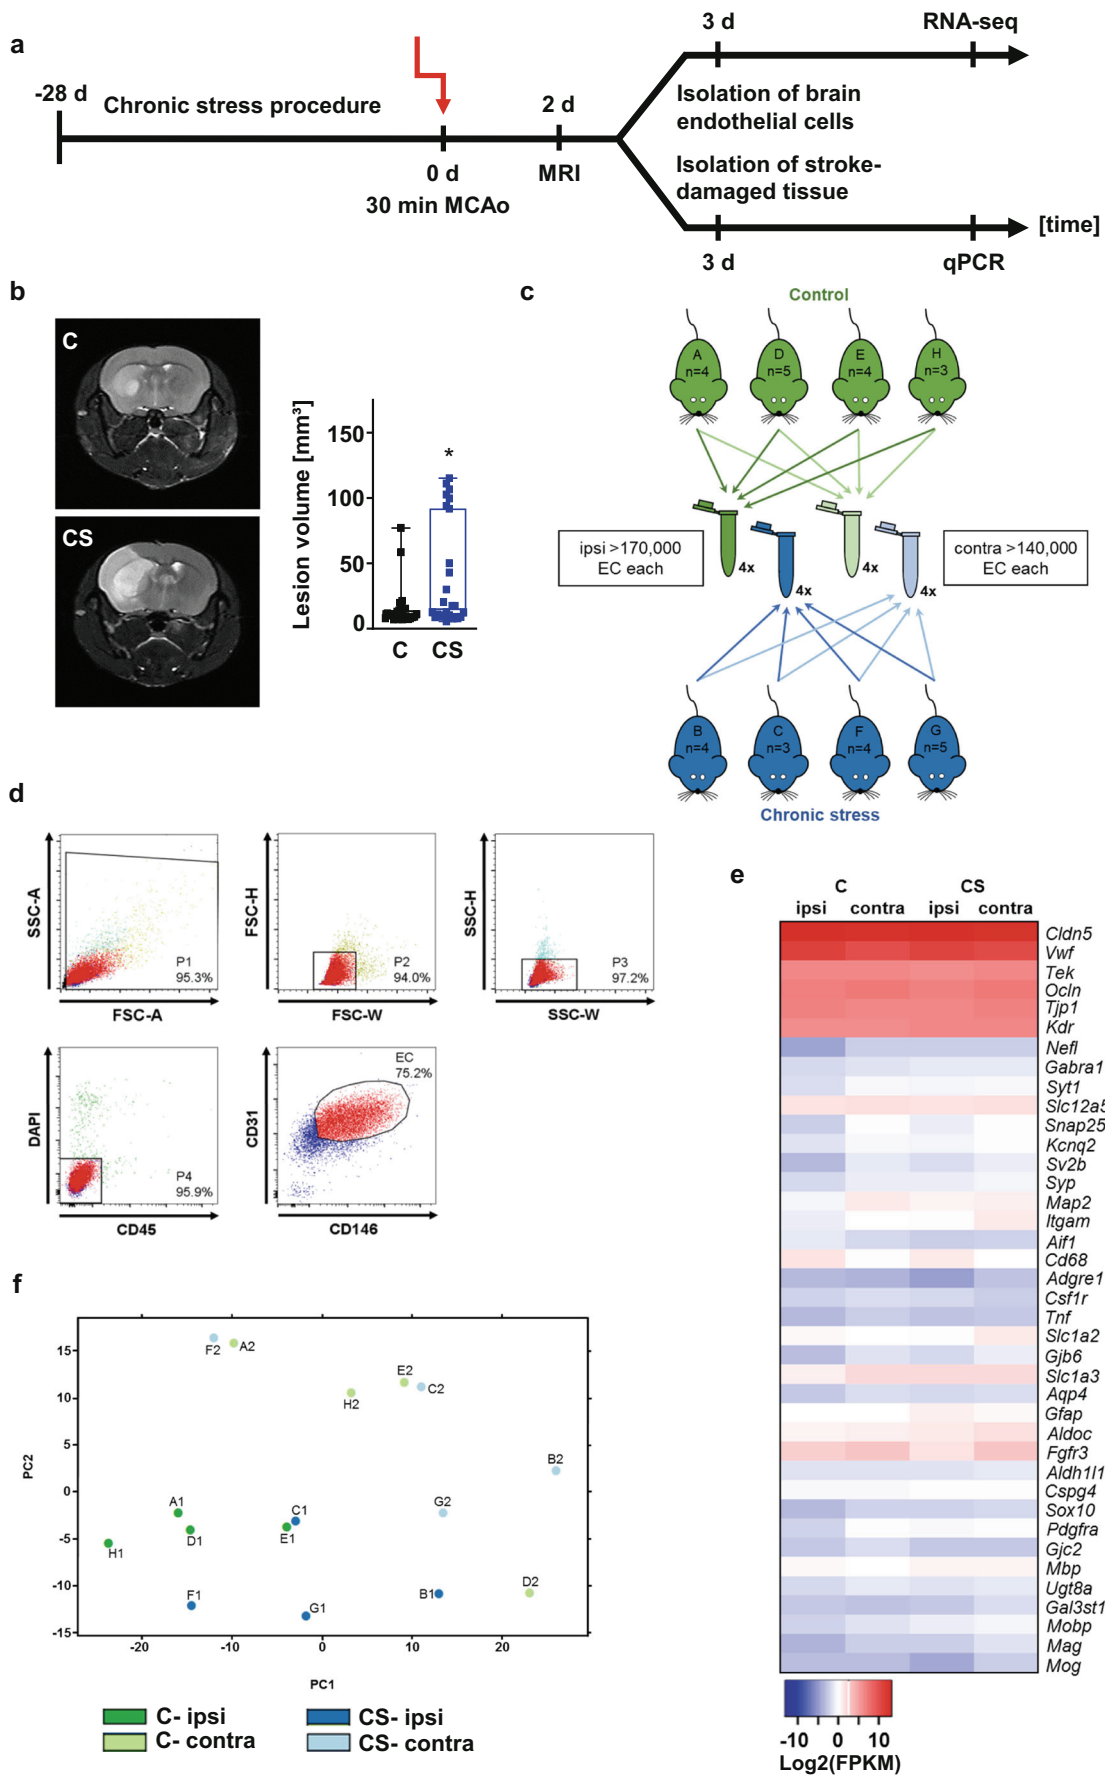 a
-28 d
Chronic stress procedure
0 d
30 min MCAo
2 d
MRI
3 d
RNA-seq
Isolation of brain
endothelial cells
Isolation of stroke-
damaged tissue
[time]
3 d
qPCR
b
C
CS
Lesion volume [mm³]
150
100
50
0
*
C
CS
c
Control
A
n=4
D
n=5
E
n=4
H
n=3
ipsi >170,000
EC each
4x
4x
4x
4x
contra >140,000
EC each
B
n=4
C
n=3
F
n=4
G
n=5
Chronic stress
d
SSC-A
P1
95.3%
FSC-A
FSC-H
P2
94.0%
FSC-W
SSC-H
P3
97.2%
SSC-W
DAPI
P4
95.9%
CD45
CD31
EC
75.2%
CD146
e
C
CS
ipsi
contra
ipsi
contra
Cldn5
Vwf
Tek
Ocln
Tjp1
Kdr
Nefl
Gabra1
Syt1
Slc12a5
Snap25
Kcnq2
Sv2b
Syp
Map2
Itgam
Aif1
Cd68
Adgre1
Csf1r
Tnf
Slc1a2
Gjb6
Slc1a3
Aqp4
Gfap
Aldoc
Fgfr3
Aldh1l1
Cspg4
Sox10
Pdgfra
Gjc2
Mbp
Ugt8a
Gal3st1
Mobp
Mag
Mog
-10
0
10
Log2(FPKM)
f
PC2
15
10
5
0
-5
-10
-15
F2
A2
E2
C2
H2
B2
G2
A1
D1
C1
E1
H1
F1
G1
B1
D2
-20
-10
0
10
20
PC1
C- ipsi
C- contra
CS- ipsi
CS- contra